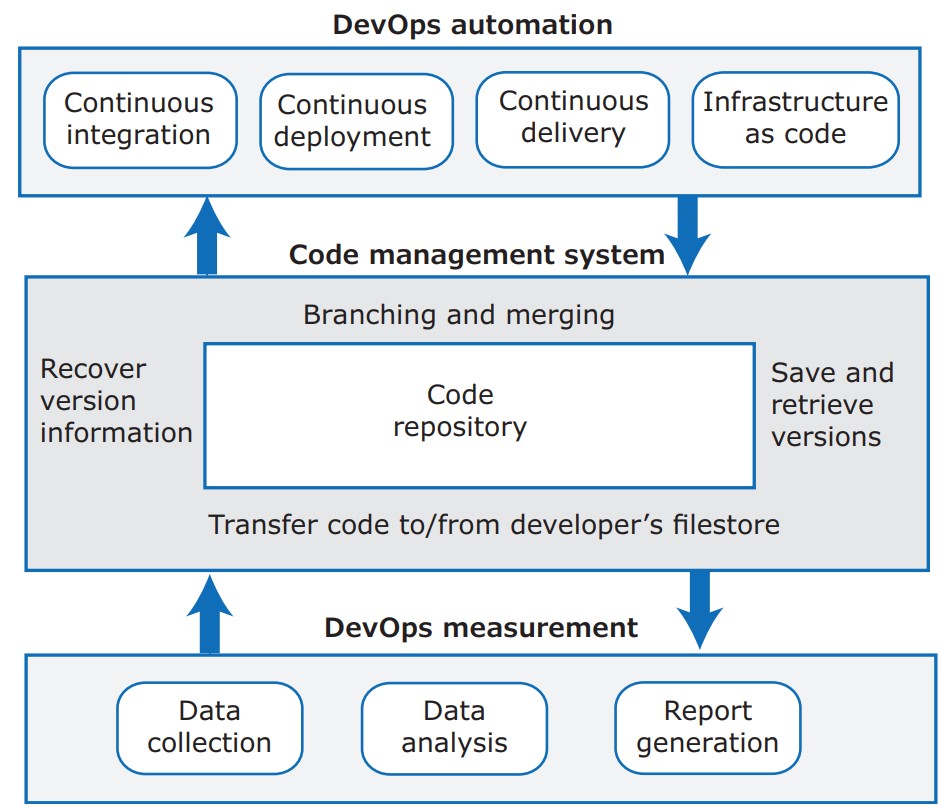 DevOps automation
Continuous
integration
Continuous
deployment
Continuous
delivery
Infrastructure
as code
Code management system
Branching and merging
Recover
version
information
Code
repository
Save and
retrieve
versions
Transfer code to/from developer’s filestore
DevOps measurement
Data
collection
Data
analysis
Report
generation